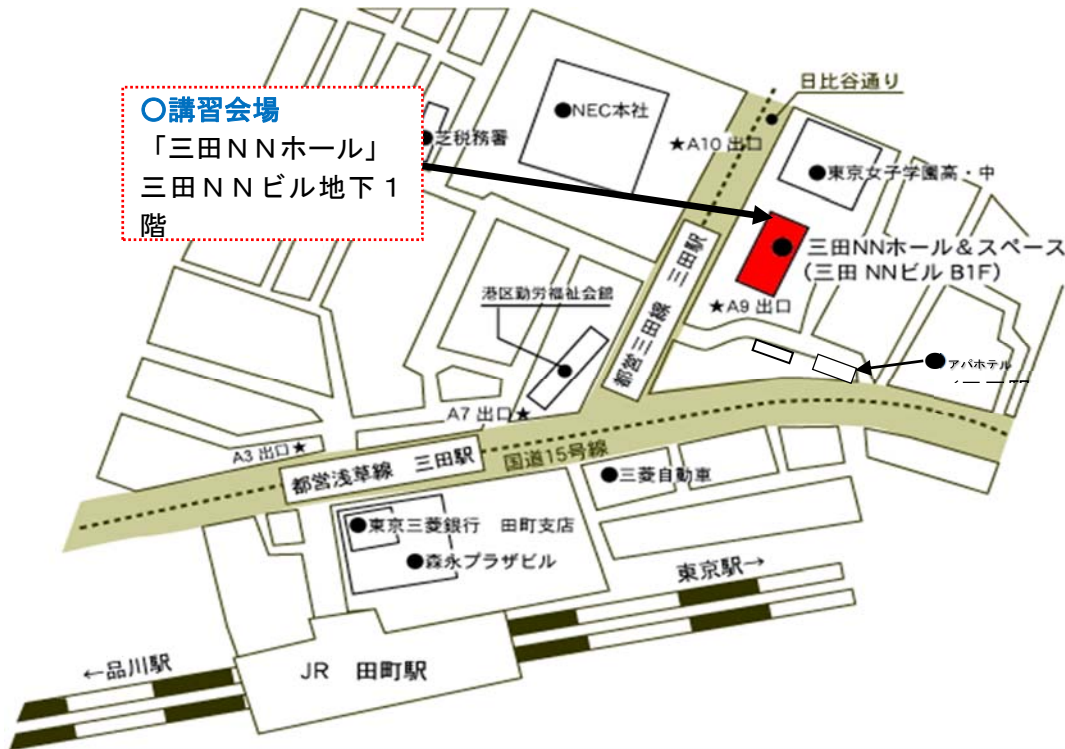 日比谷通り
〇講習会場
「三田ＮＮホール」
三田ＮＮビル地下１
階
●NEC本社
●芝税務署
★A10 出口
●東京女子学園高・中
都営三田線　三田駅
三田NNホール＆スペース
（三田 NNビル B1F）
港区勤労福祉会館
★A9 出口
●アパホテル
A7 出口★
A3 出口★
都営浅草線　三田駅
国道15号線
●三菱自動車
●東京三菱銀行　田町支店
●森永プラザビル
東京駅→
←品川駅
JR　田町駅